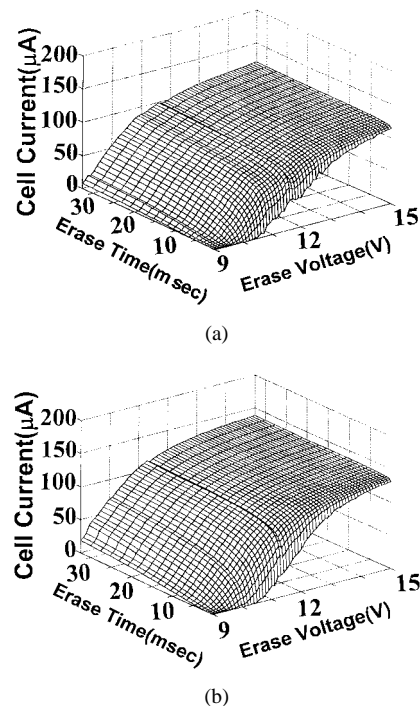 200
150
100
50
0
Cell Current(μA)
30
20
10
Erase Time(msec)
9
12
15
Erase Voltage(V)
(a)
200
150
100
50
0
Cell Current(μA)
30
20
10
Erase Time(msec)
9
12
15
Erase Voltage(V)
(b)